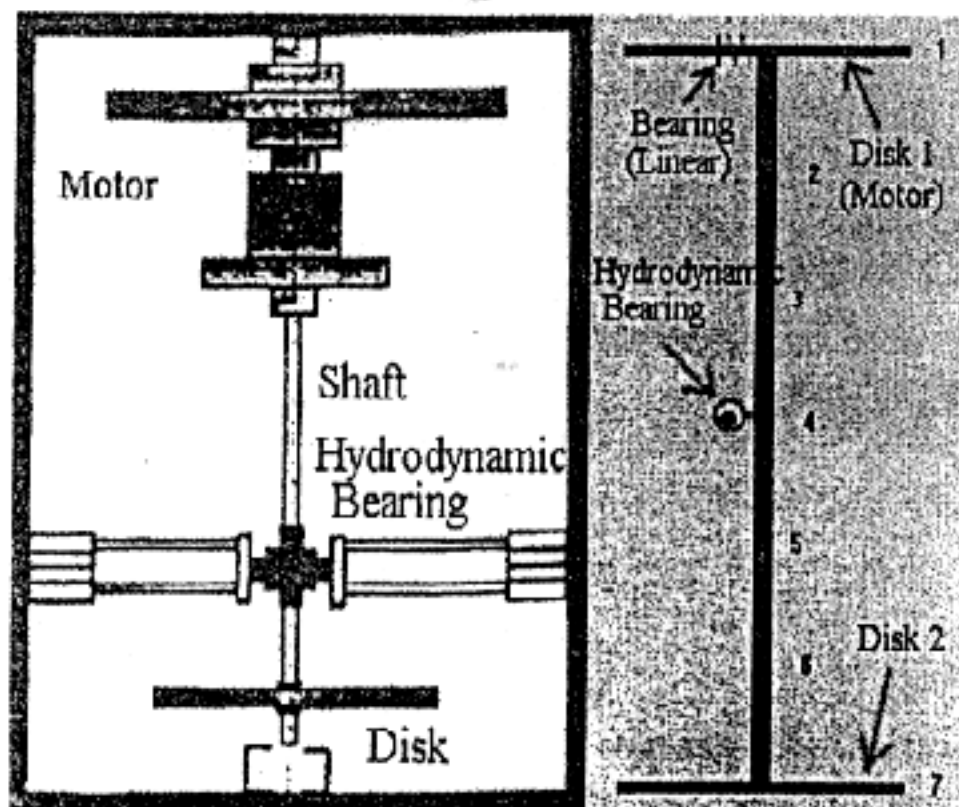 Motor
Shaft
Hydrodynamic
Bearing
Disk
1
Bearing
(Linear)
Disk 1
(Motor)
2
Hydrodynamic
Bearing
3
4
5
Disk 2
6
7